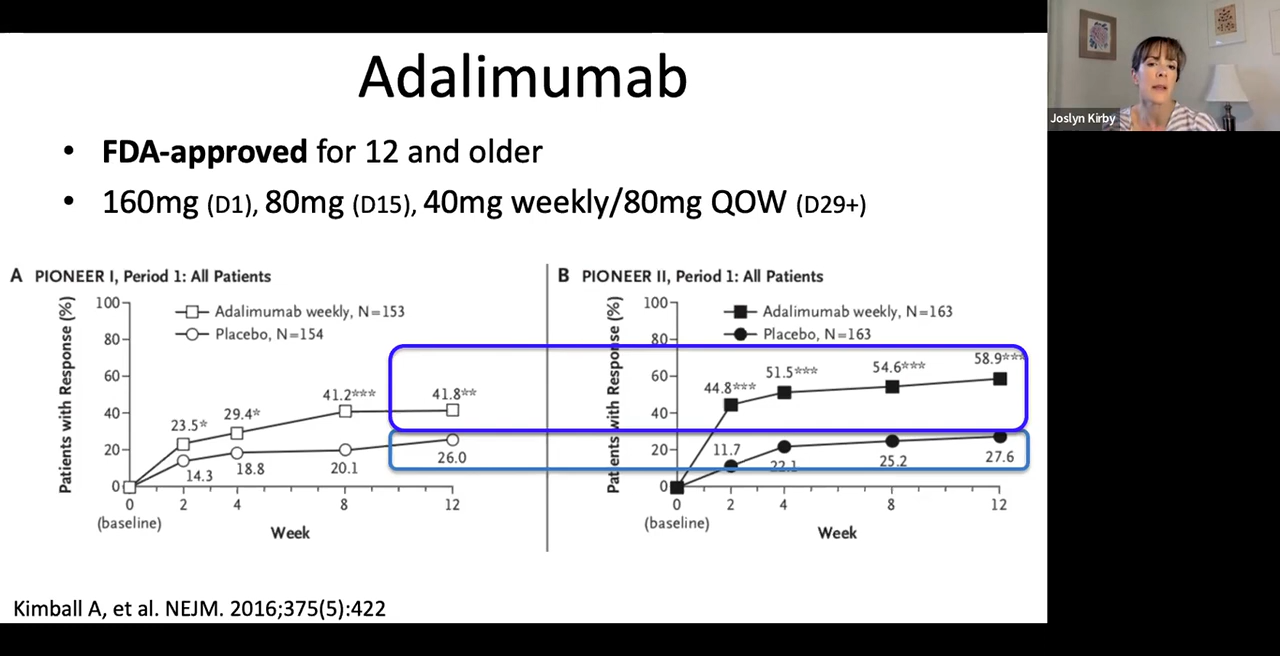 Adalimumab
• FDA-approved for 12 and older
• 160mg (D1), 80mg (D15), 40mg weekly/80mg QOW (D29+)
A PIONEER I, Period 1: All Patients
Patients with Response (%)
100
80
60
40
20
0
Adalimumab weekly, N=153
Placebo, N=154
23.5*
29.4*
41.2***
41.8**
14.3
18.8
20.1
26.0
0
2
4
8
12
(baseline)
Week
B PIONEER II, Period 1: All Patients
Patients with Response (%)
100
80
60
40
20
0
Adalimumab weekly, N=163
Placebo, N=163
44.8***
51.5***
54.6***
58.9***
11.7
22.1
25.2
27.6
0
2
4
8
12
(baseline)
Week
Kimball A, et al. NEJM. 2016;375(5):422
Joslyn Kirby